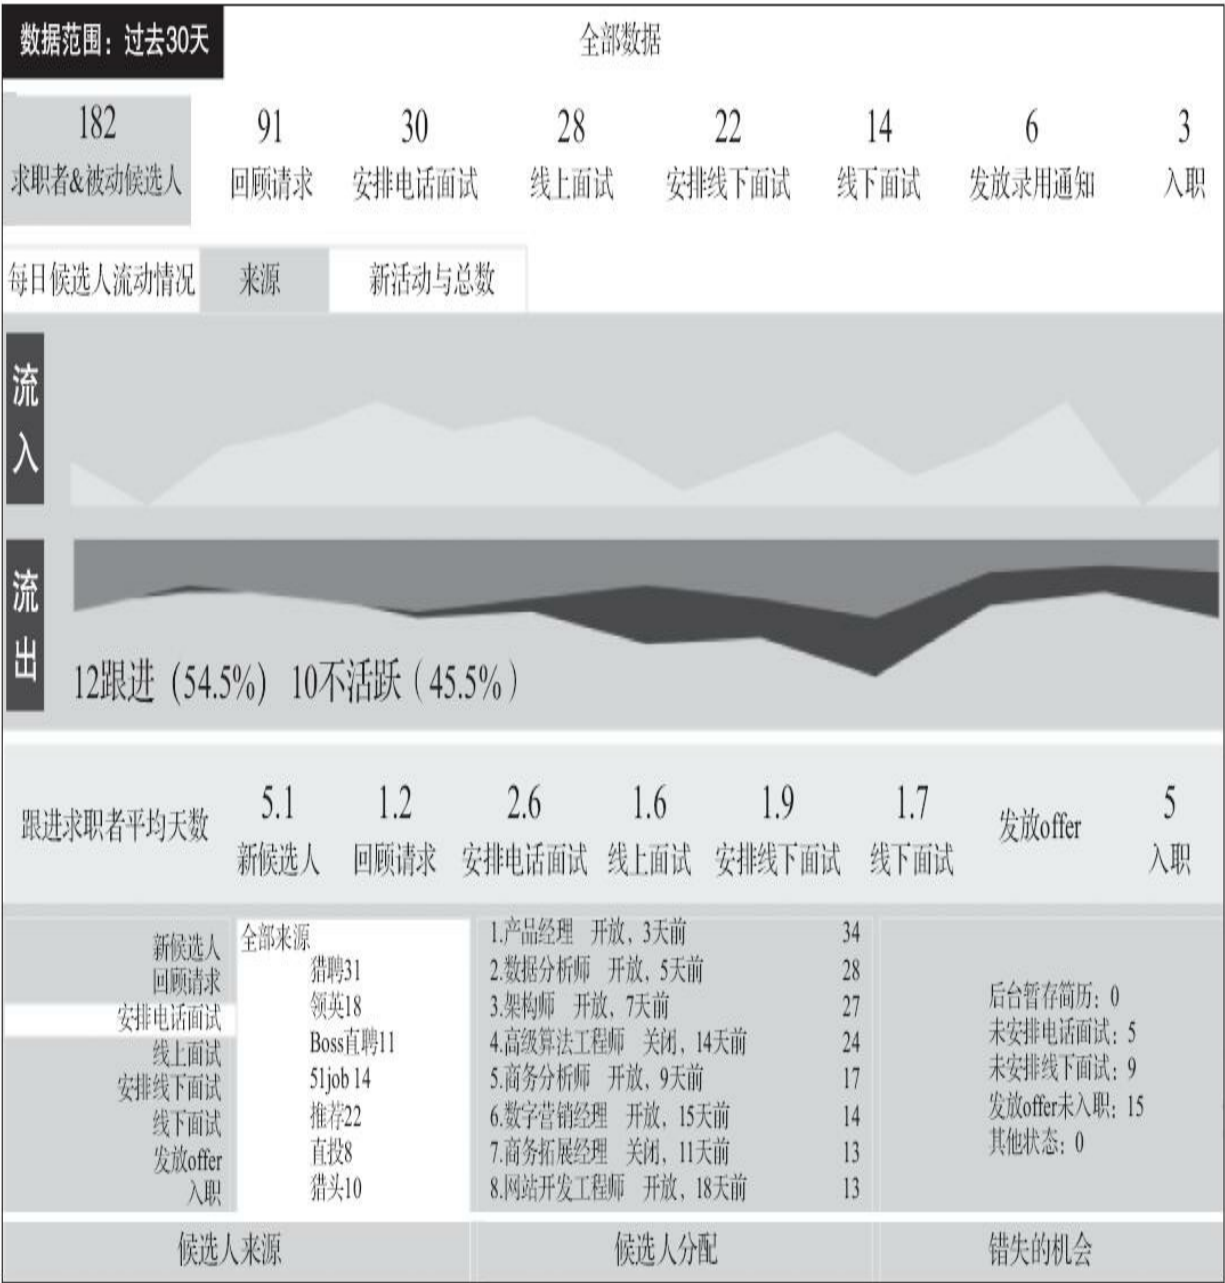 数据范围：过去30天
全部数据
182 91 30 28 22 14 6 3
求职者&被动候选人 回顾请求 安排电话面试 线上面试 安排线下面试 线下面试 发放录用通知 入职
每日候选人流动情况 来源 新活动与总数
流入
流出
12跟进（54.5%） 10不活跃（45.5%）
跟进求职者平均天数
5.1 1.2 2.6 1.6 1.9 1.7 发放offer 5
新候选人 回顾请求 安排电话面试 线上面试 安排线下面试 线下面试 入职
新候选人
回顾请求
安排电话面试
线上面试
安排线下面试
线下面试
发放offer
入职
全部来源
猎聘31
领英18
Boss直聘11
51job 14
推荐22
直投8
猎头10
1.产品经理 开放，3天前 34
2.数据分析师 开放，5天前 28
3.架构师 开放，7天前 27
4.高级算法工程师 关闭，14天前 24
5.商务分析师 开放，9天前 17
6.数字营销经理 开放，15天前 14
7.商务拓展经理 关闭，11天前 13
8.网站开发工程师 开放，18天前 13
后台暂存简历：0
未安排电话面试：5
未安排线下面试：9
发放offer未入职：15
其他状态：0
候选人来源 候选人分配 错失的机会